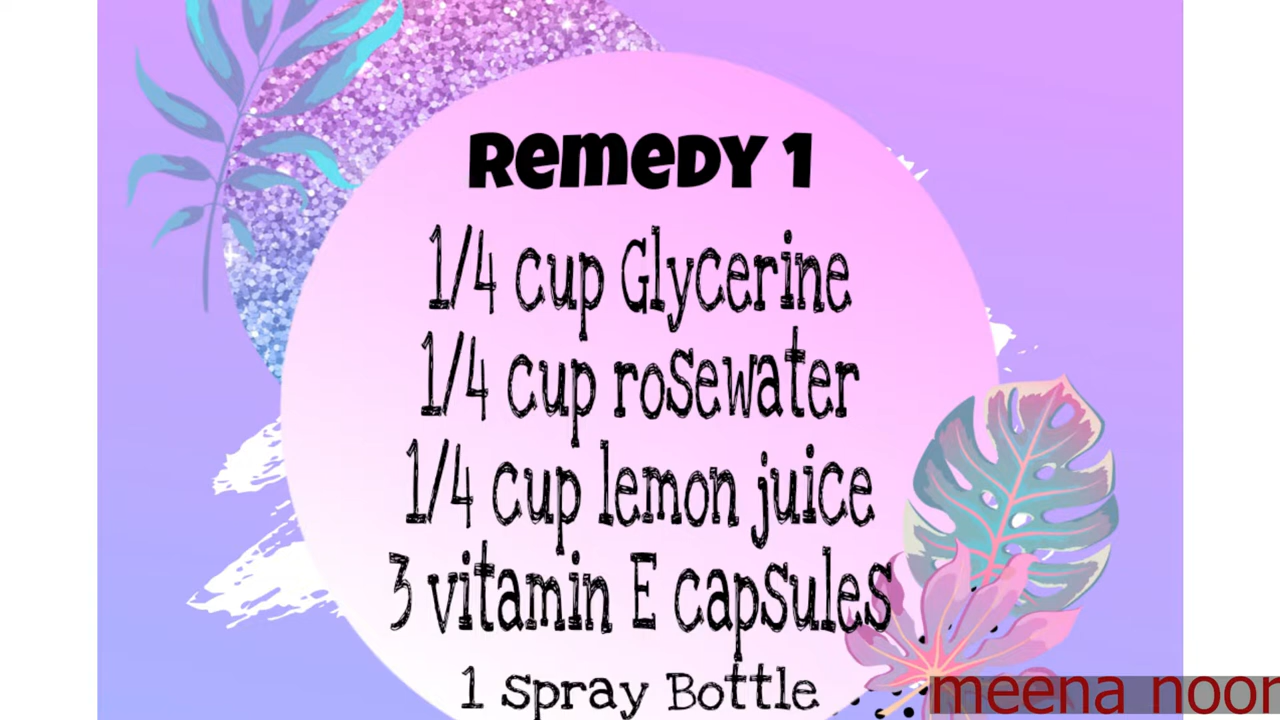 Remedy 1
1/4 cup Glycerine
1/4 cup rosewater
1/4 cup lemon juice
3 vitamin E capsules
1 spray Bottle
meena noor